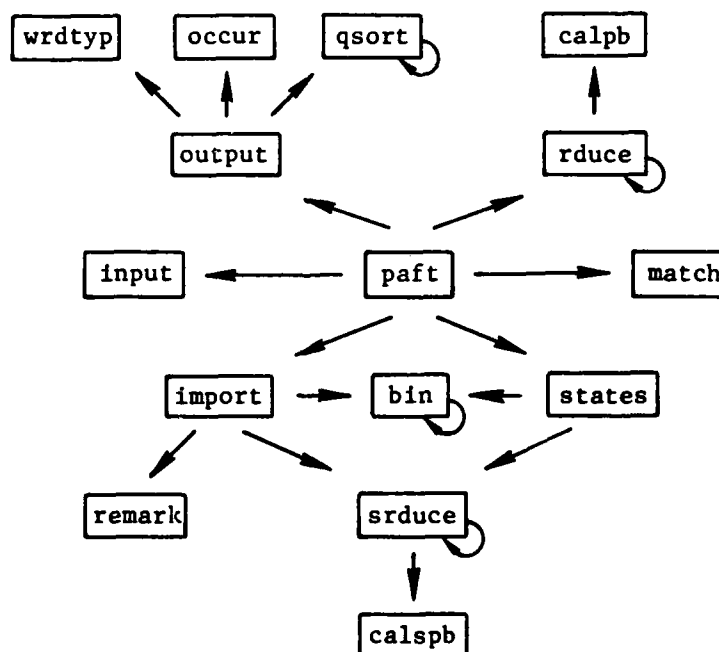 wrdtyp
occur
qsort
calpb
output
rduce
input
paft
match
import
bin
states
remark
srduce
calspb